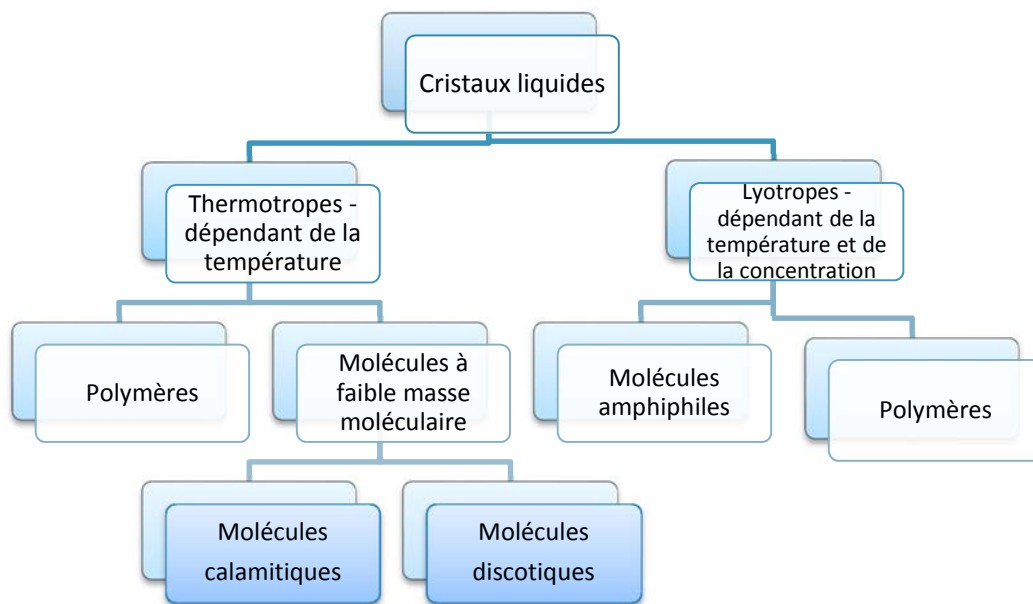 Cristaux liquides
Thermotropes -
dépendant de la
température
Lyotropes -
dépendant de la
température et de
la concentration
Polymères
Molécules à
faible masse
moléculaire
Molécules
amphiphiles
Polymères
Molécules
calamitiques
Molécules
discotiques